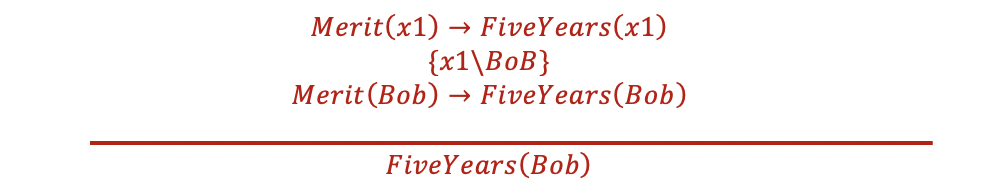 Merit(x1) → FiveYears(x1)
{x1\BoB}
Merit(Bob) → FiveYears(Bob)
FiveYears(Bob)